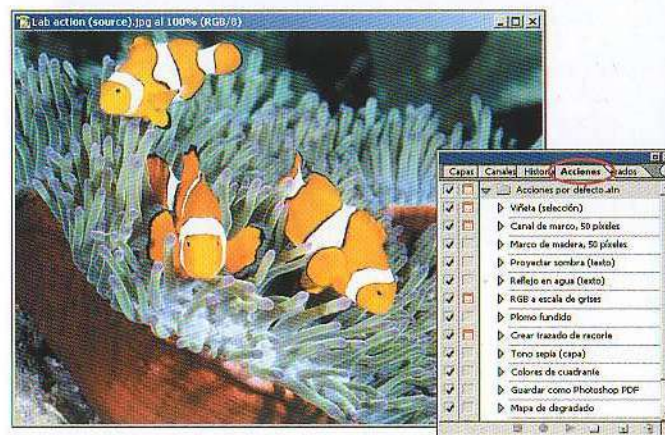 Lab action (source).jpg al 100% (RGB/8)
Capas Canales Acciones
Acciones por defecto.atn
Viñeta (selección)
Canal de marco, 50 píxeles
Marco de madera, 50 píxeles
Proyectar sombra (texto)
Reflejo en agua (texto)
RGB a escala de grises
Plomo fundido
Crear trazado de recorte
Tono sepia (capa)
Colores de cuadrante
Guardar como Photoshop PDF
Mapa de degradado